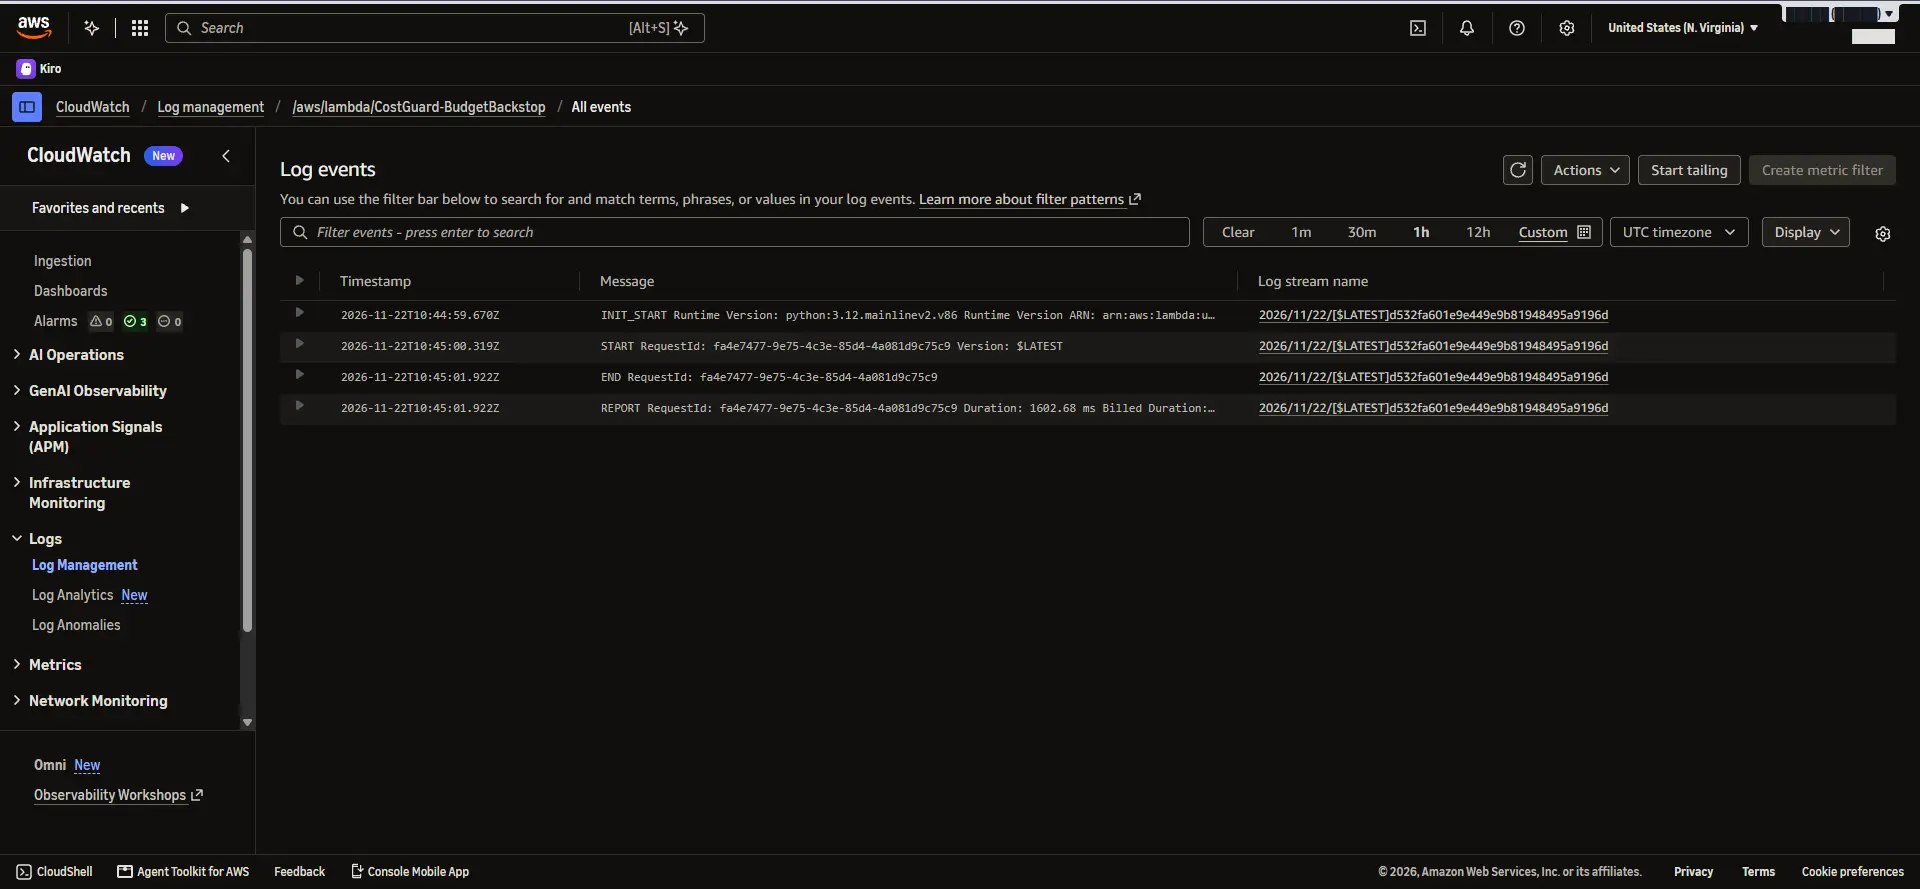 aws
Search [Alt+S]
United States (N. Virginia)
Kiro
CloudWatch / Log management / /aws/lambda/CostGuard-BudgetBackstop / All events
CloudWatch New
Favorites and recents
Ingestion
Dashboards
Alarms 0 3 0
AI Operations
GenAI Observability
Application Signals
(APM)
Infrastructure
Monitoring
Logs
Log Management
Log Analytics New
Log Anomalies
Metrics
Network Monitoring
Omni New
Observability Workshops
Log events
Actions
Start tailing
Create metric filter
You can use the filter bar below to search for and match terms, phrases, or values in your log events. Learn more about filter patterns
Filter events - press enter to search
Clear 1m 30m 1h 12h Custom UTC timezone Display
Timestamp Message Log stream name
2026-11-22T10:44:59.670Z INIT_START Runtime Version: python:3.12.mainlinev2.v86 Runtime Version ARN: arn:aws:lambda:u… 2026/11/22/[$LATEST]d532fa601e9e449e9b81948495a9196d
2026-11-22T10:45:00.319Z START RequestId: fa4e7477-9e75-4c3e-85d4-4a081d9c75c9 Version: $LATEST 2026/11/22/[$LATEST]d532fa601e9e449e9b81948495a9196d
2026-11-22T10:45:01.922Z END RequestId: fa4e7477-9e75-4c3e-85d4-4a081d9c75c9 2026/11/22/[$LATEST]d532fa601e9e449e9b81948495a9196d
2026-11-22T10:45:01.922Z REPORT RequestId: fa4e7477-9e75-4c3e-85d4-4a081d9c75c9 Duration: 1602.68 ms Billed Duration:… 2026/11/22/[$LATEST]d532fa601e9e449e9b81948495a9196d
CloudShell Agent Toolkit for AWS Feedback Console Mobile App
© 2026, Amazon Web Services, Inc. or its affiliates. Privacy Terms Cookie preferences